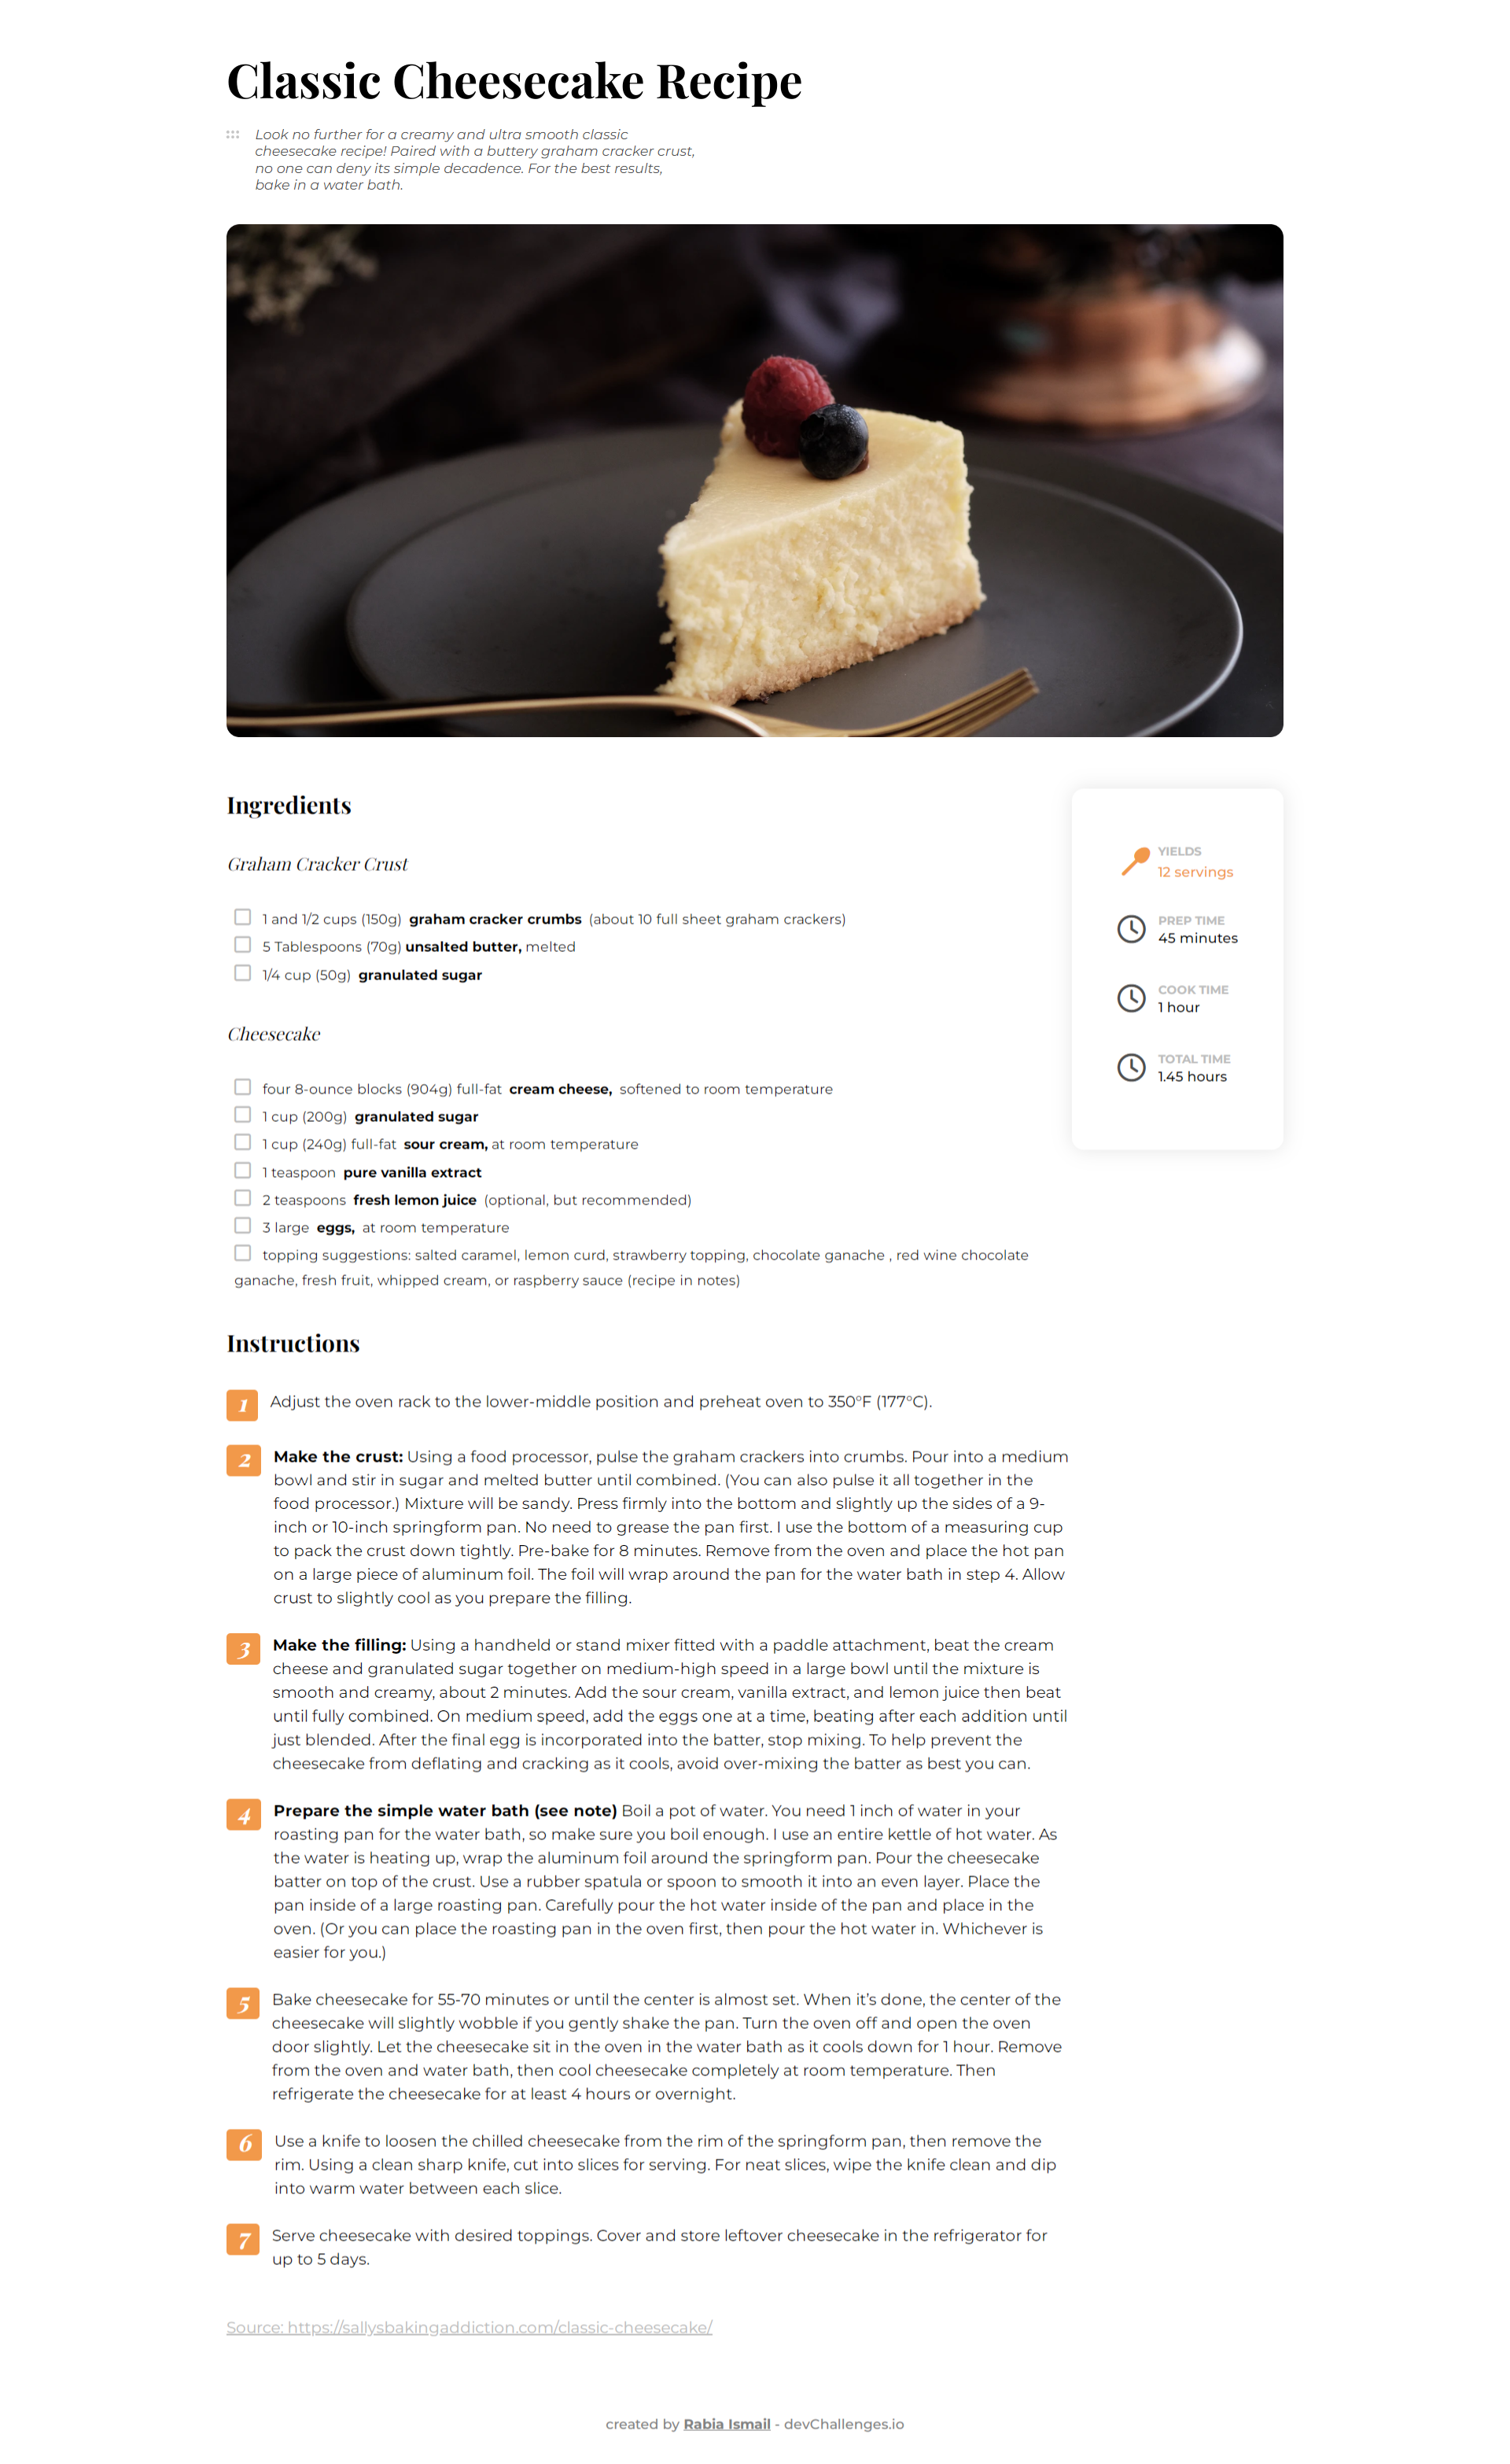 Classic Cheesecake Recipe
Look no further for a creamy and ultra smooth classic
cheesecake recipe! Paired with a buttery graham cracker crust,
no one can deny its simple decadence. For the best results,
bake in a water bath.
Ingredients
Graham Cracker Crust
1 and 1/2 cups (150g) graham cracker crumbs (about 10 full sheet graham crackers)
5 Tablespoons (70g) unsalted butter, melted
1/4 cup (50g) granulated sugar
Cheesecake
four 8-ounce blocks (904g) full-fat cream cheese, softened to room temperature
1 cup (200g) granulated sugar
1 cup (240g) full-fat sour cream, at room temperature
1 teaspoon pure vanilla extract
2 teaspoons fresh lemon juice (optional, but recommended)
3 large eggs, at room temperature
topping suggestions: salted caramel, lemon curd, strawberry topping, chocolate ganache , red wine chocolate
ganache, fresh fruit, whipped cream, or raspberry sauce (recipe in notes)
YIELDS
12 servings
PREP TIME
45 minutes
COOK TIME
1 hour
TOTAL TIME
1.45 hours
Instructions
1 Adjust the oven rack to the lower-middle position and preheat oven to 350°F (177°C).
2 Make the crust: Using a food processor, pulse the graham crackers into crumbs. Pour into a medium
bowl and stir in sugar and melted butter until combined. (You can also pulse it all together in the
food processor.) Mixture will be sandy. Press firmly into the bottom and slightly up the sides of a 9-
inch or 10-inch springform pan. No need to grease the pan first. I use the bottom of a measuring cup
to pack the crust down tightly. Pre-bake for 8 minutes. Remove from the oven and place the hot pan
on a large piece of aluminum foil. The foil will wrap around the pan for the water bath in step 4. Allow
crust to slightly cool as you prepare the filling.
3 Make the filling: Using a handheld or stand mixer fitted with a paddle attachment, beat the cream
cheese and granulated sugar together on medium-high speed in a large bowl until the mixture is
smooth and creamy, about 2 minutes. Add the sour cream, vanilla extract, and lemon juice then beat
until fully combined. On medium speed, add the eggs one at a time, beating after each addition until
just blended. After the final egg is incorporated into the batter, stop mixing. To help prevent the
cheesecake from deflating and cracking as it cools, avoid over-mixing the batter as best you can.
4 Prepare the simple water bath (see note) Boil a pot of water. You need 1 inch of water in your
roasting pan for the water bath, so make sure you boil enough. I use an entire kettle of hot water. As
the water is heating up, wrap the aluminum foil around the springform pan. Pour the cheesecake
batter on top of the crust. Use a rubber spatula or spoon to smooth it into an even layer. Place the
pan inside of a large roasting pan. Carefully pour the hot water inside of the pan and place in the
oven. (Or you can place the roasting pan in the oven first, then pour the hot water in. Whichever is
easier for you.)
5 Bake cheesecake for 55-70 minutes or until the center is almost set. When it’s done, the center of the
cheesecake will slightly wobble if you gently shake the pan. Turn the oven off and open the oven
door slightly. Let the cheesecake sit in the oven in the water bath as it cools down for 1 hour. Remove
from the oven and water bath, then cool cheesecake completely at room temperature. Then
refrigerate the cheesecake for at least 4 hours or overnight.
6 Use a knife to loosen the chilled cheesecake from the rim of the springform pan, then remove the
rim. Using a clean sharp knife, cut into slices for serving. For neat slices, wipe the knife clean and dip
into warm water between each slice.
7 Serve cheesecake with desired toppings. Cover and store leftover cheesecake in the refrigerator for
up to 5 days.
Source: https://sallysbakingaddiction.com/classic-cheesecake/
created by Rabia Ismail - devChallenges.io